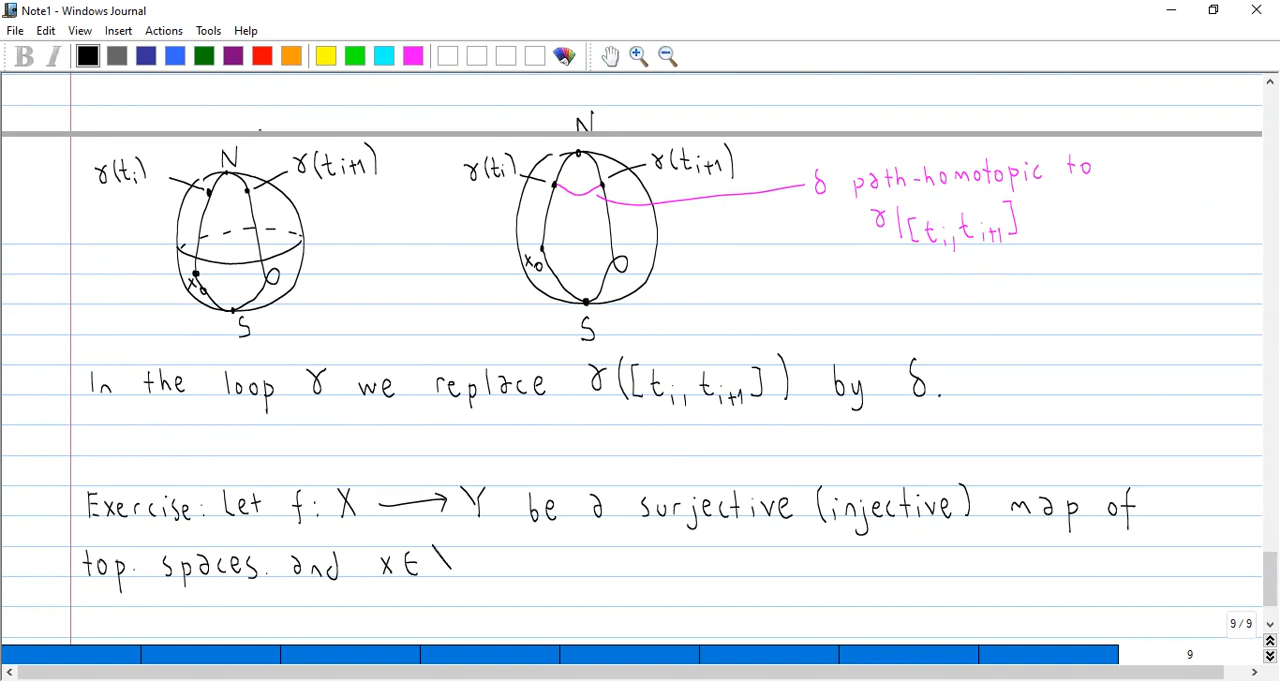 Note1 - Windows Journal
File Edit View Insert Actions Tools Help
B I
N
γ(ti) N γ(ti+1)
γ(ti) γ(ti+1)
δ path-homotopic to
γ|[ti, ti+1]
x0
S
x0
S
In the loop γ we replace γ([ti, ti+1]) by δ.
Exercise: Let f: X ⟶ Y be a surjective (injective) map of
top. spaces. and x ∈ \
9/9
9